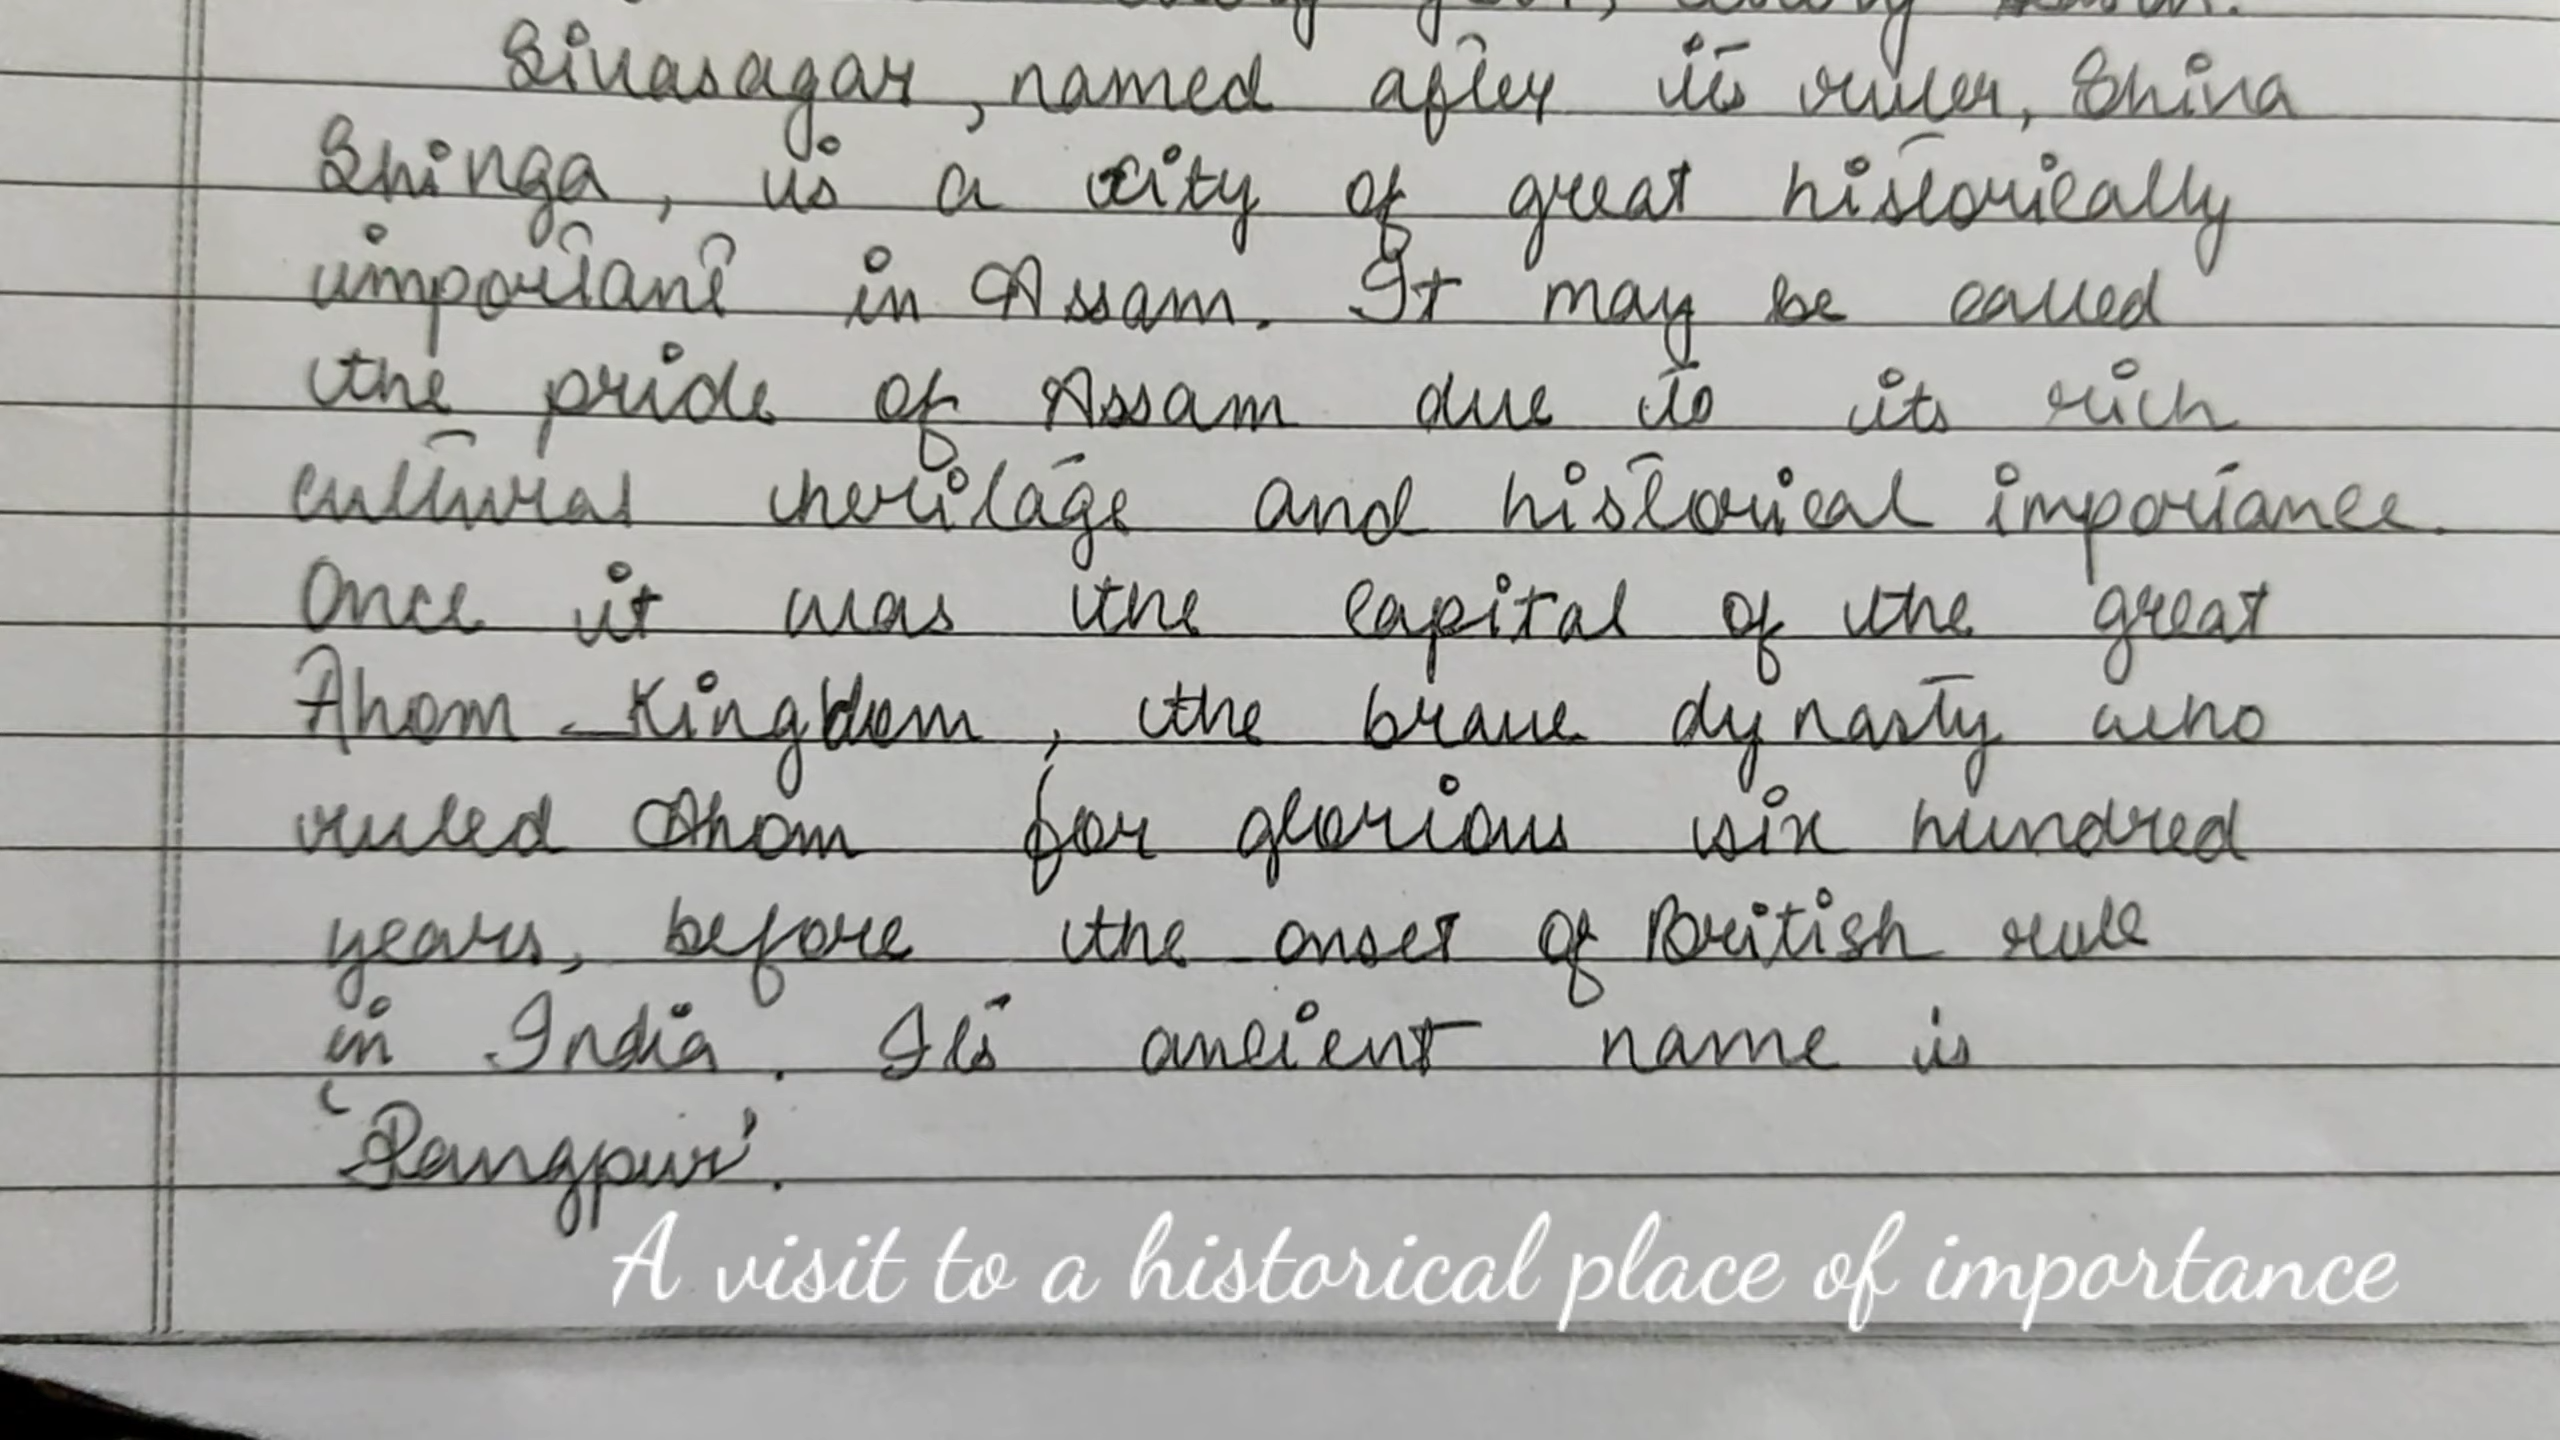 Sivasagar, named after its ruler, Shiva
Shinga, is a city of great historically
important in Assam. It may be called
the pride of Assam due to its rich
cultural heritage and historical importance.
Once it was the capital of the great
Ahom Kingdom, the brave dynasty who
ruled Ahom for glorious six hundred
years, before the onset of British rule
in India. Its ancient name is
'Rangpur'.
A visit to a historical place of importance